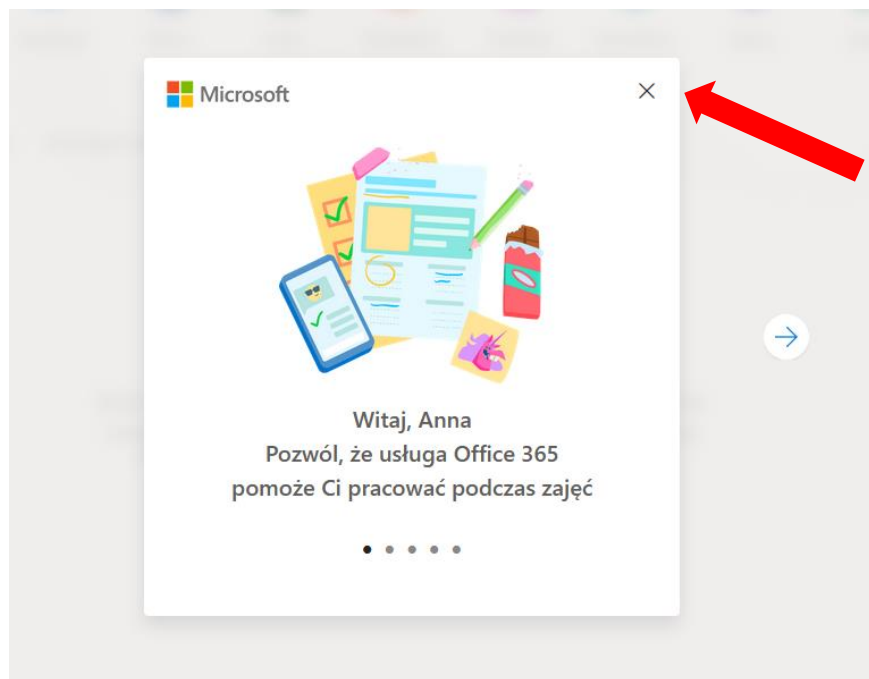 Microsoft
Witaj, Anna
Pozwól, że usługa Office 365
pomoże Ci pracować podczas zajęć